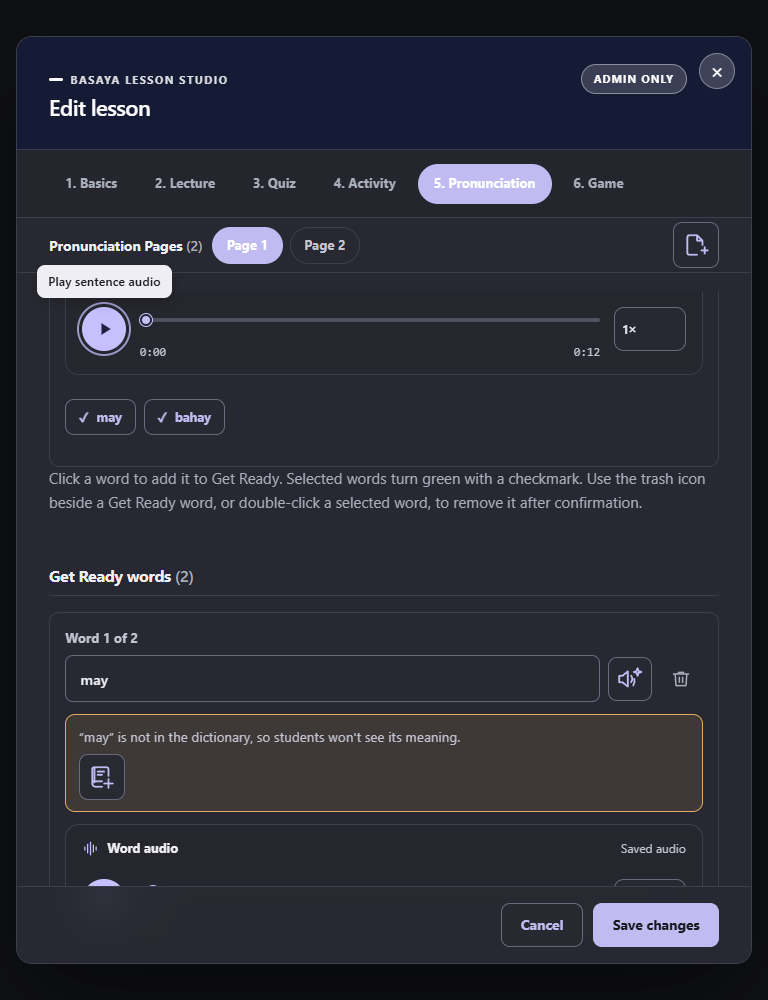 BASAYA LESSON STUDIO
Edit lesson
ADMIN ONLY
1. Basics
2. Lecture
3. Quiz
4. Activity
5. Pronunciation
6. Game
Pronunciation Pages (2)
Page 1
Page 2
Play sentence audio
0:00
0:12
1×
✓ may
✓ bahay
Click a word to add it to Get Ready. Selected words turn green with a checkmark. Use the trash icon
beside a Get Ready word, or double-click a selected word, to remove it after confirmation.
Get Ready words (2)
Word 1 of 2
may
“may” is not in the dictionary, so students won't see its meaning.
Word audio
Saved audio
Cancel
Save changes